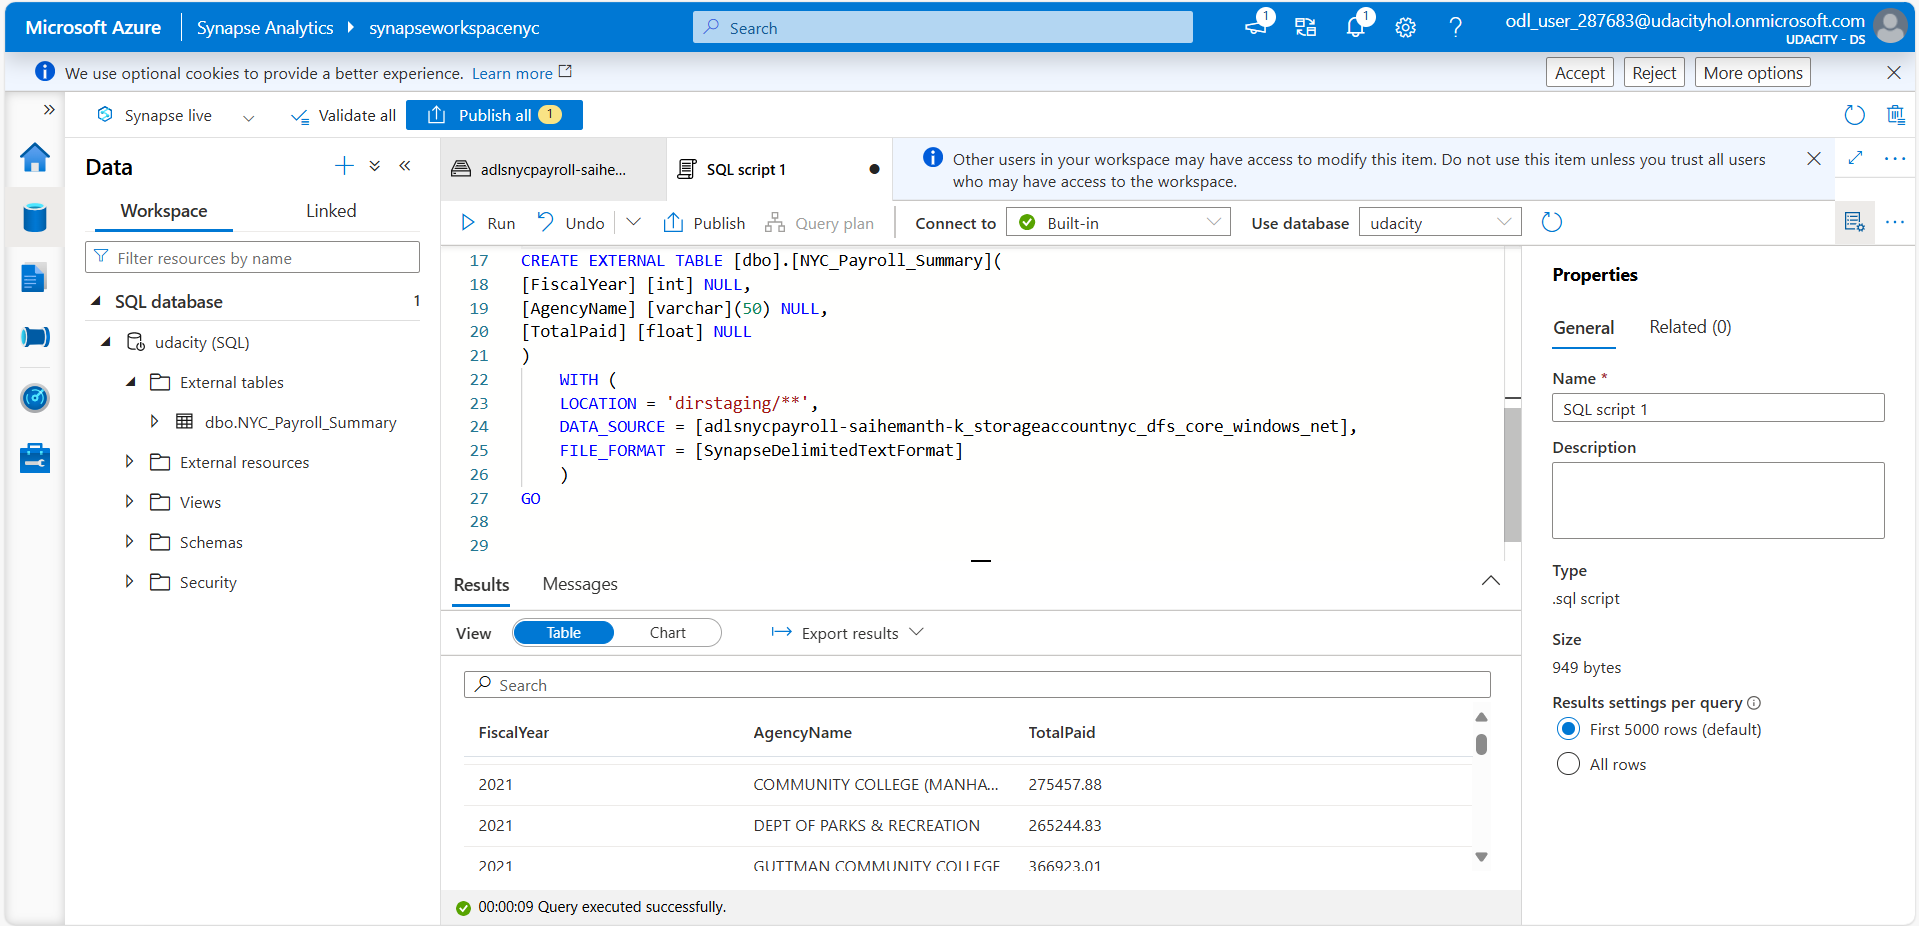 Microsoft Azure
Synapse Analytics
synapseworkspacenyc
Search
1
1
odl_user_287683@udacityhol.onmicrosoft.com
UDACITY - DS
We use optional cookies to provide a better experience. Learn more
Accept
Reject
More options
Synapse live
Validate all
Publish all 1
Data
Workspace
Linked
Filter resources by name
SQL database 1
udacity (SQL)
External tables
dbo.NYC_Payroll_Summary
External resources
Views
Schemas
Security
adlsnycpayroll-saihe...
SQL script 1
Other users in your workspace may have access to modify this item. Do not use this item unless you trust all users
who may have access to the workspace.
Run
Undo
Publish
Query plan
Connect to
Built-in
Use database
udacity
17 CREATE EXTERNAL TABLE [dbo].[NYC_Payroll_Summary](
18 [FiscalYear] [int] NULL,
19 [AgencyName] [varchar](50) NULL,
20 [TotalPaid] [float] NULL
21 )
22 WITH (
23 LOCATION = 'dirstaging/**',
24 DATA_SOURCE = [adlsnycpayroll-saihemanth-k_storageaccountnyc_dfs_core_windows_net],
25 FILE_FORMAT = [SynapseDelimitedTextFormat]
26 )
27 GO
28
29
Results
Messages
View
Table
Chart
Export results
Search
FiscalYear AgencyName TotalPaid
2021 COMMUNITY COLLEGE (MANHA... 275457.88
2021 DEPT OF PARKS & RECREATION 265244.83
2021 GUTTMAN COMMUNITY COLLEGE 366923.01
00:00:09 Query executed successfully.
Properties
General
Related (0)
Name *
SQL script 1
Description
Type
.sql script
Size
949 bytes
Results settings per query
First 5000 rows (default)
All rows